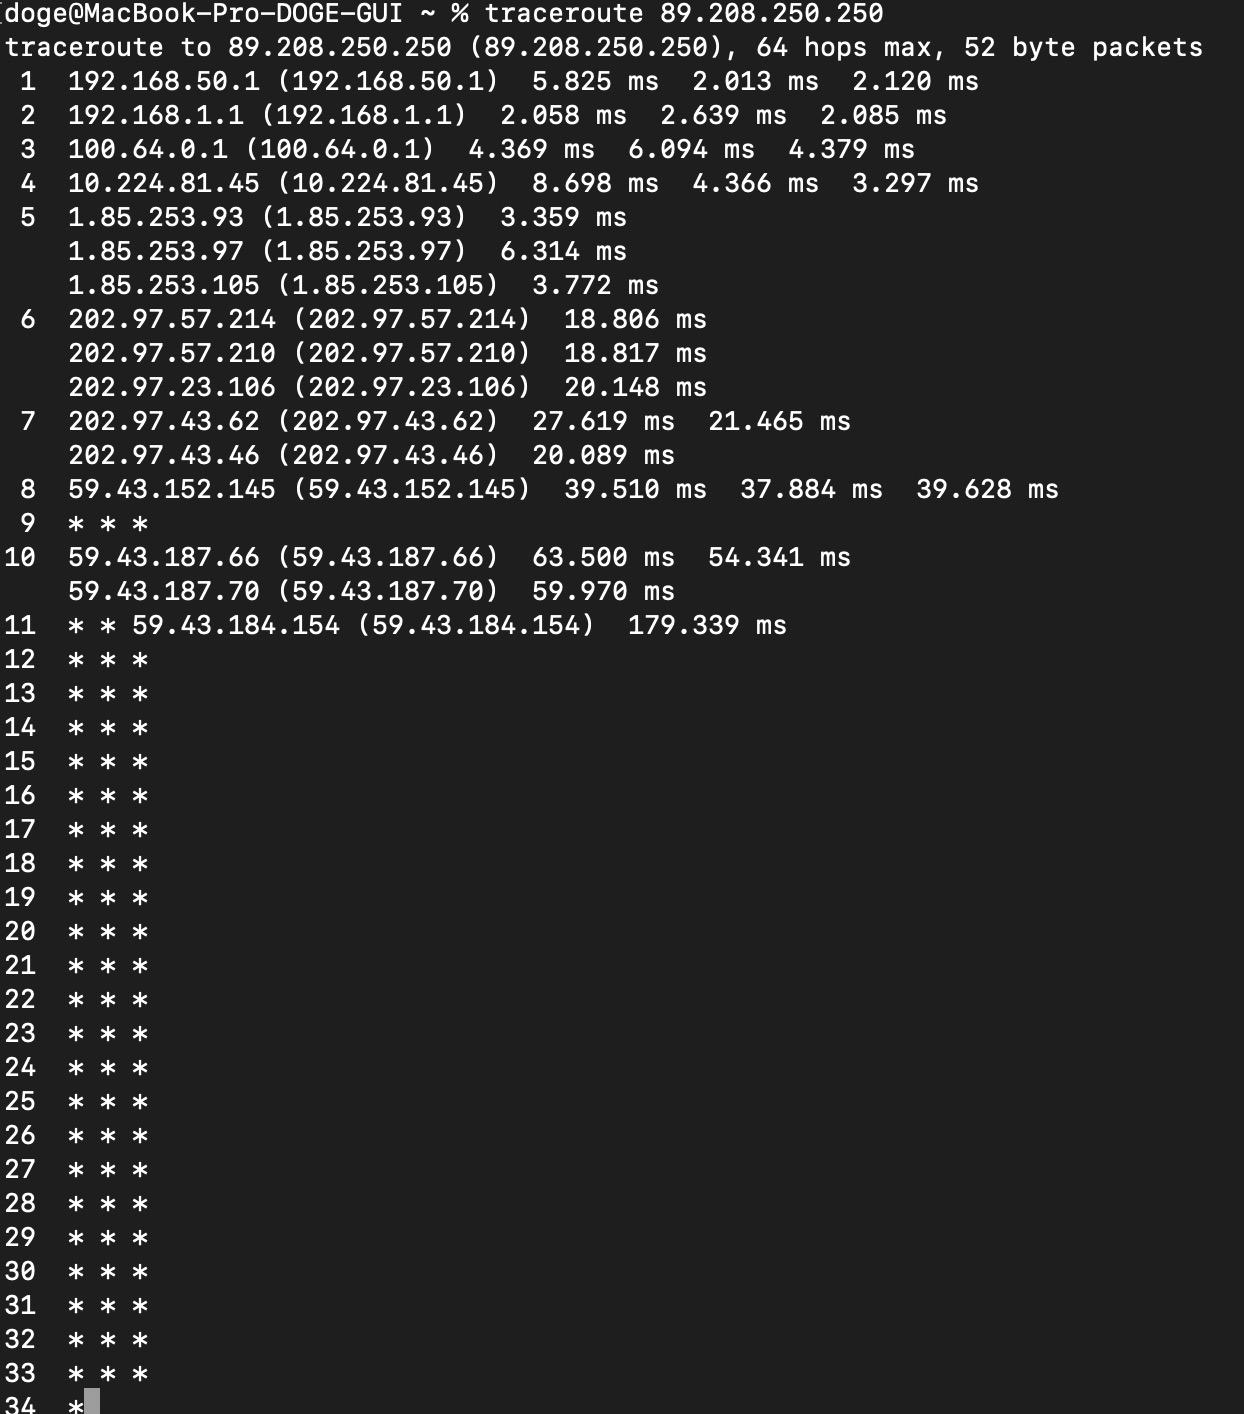 doge@MacBook-Pro-DOGE-GUI ~ % traceroute 89.208.250.250
traceroute to 89.208.250.250 (89.208.250.250), 64 hops max, 52 byte packets
 1  192.168.50.1 (192.168.50.1)  5.825 ms  2.013 ms  2.120 ms
 2  192.168.1.1 (192.168.1.1)  2.058 ms  2.639 ms  2.085 ms
 3  100.64.0.1 (100.64.0.1)  4.369 ms  6.094 ms  4.379 ms
 4  10.224.81.45 (10.224.81.45)  8.698 ms  4.366 ms  3.297 ms
 5  1.85.253.93 (1.85.253.93)  3.359 ms
    1.85.253.97 (1.85.253.97)  6.314 ms
    1.85.253.105 (1.85.253.105)  3.772 ms
 6  202.97.57.214 (202.97.57.214)  18.806 ms
    202.97.57.210 (202.97.57.210)  18.817 ms
    202.97.23.106 (202.97.23.106)  20.148 ms
 7  202.97.43.62 (202.97.43.62)  27.619 ms  21.465 ms
    202.97.43.46 (202.97.43.46)  20.089 ms
 8  59.43.152.145 (59.43.152.145)  39.510 ms  37.884 ms  39.628 ms
 9  * * *
10  59.43.187.66 (59.43.187.66)  63.500 ms  54.341 ms
    59.43.187.70 (59.43.187.70)  59.970 ms
11  * * 59.43.184.154 (59.43.184.154)  179.339 ms
12  * * *
13  * * *
14  * * *
15  * * *
16  * * *
17  * * *
18  * * *
19  * * *
20  * * *
21  * * *
22  * * *
23  * * *
24  * * *
25  * * *
26  * * *
27  * * *
28  * * *
29  * * *
30  * * *
31  * * *
32  * * *
33  * * *
34  *